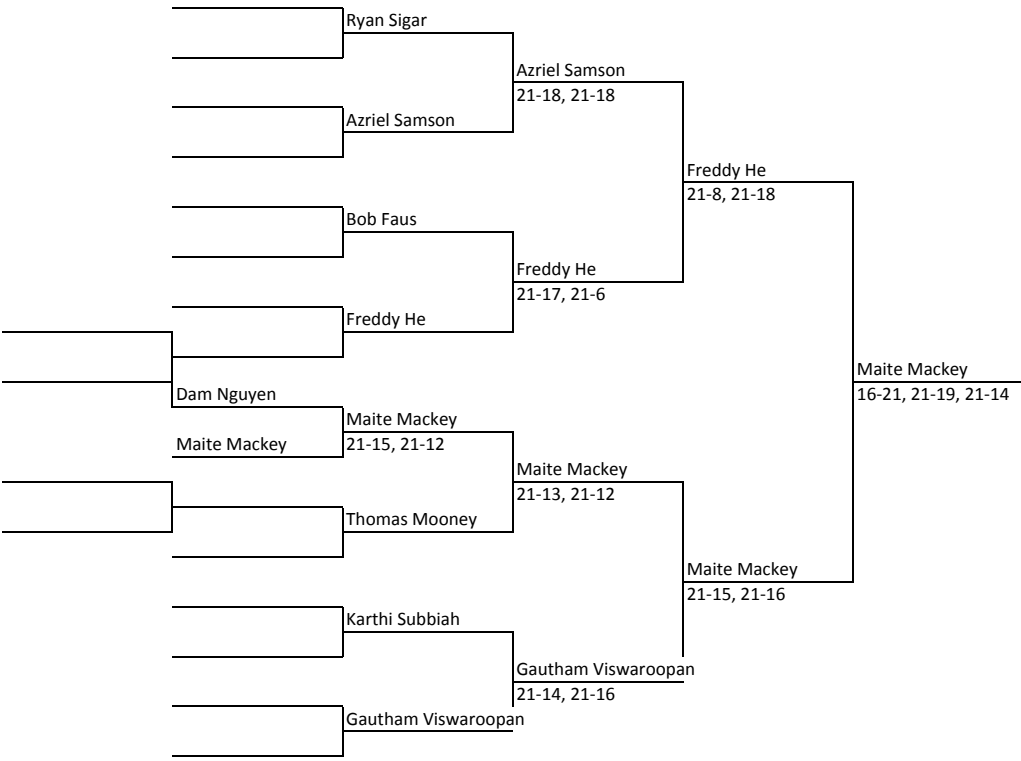 Ryan Sigar
Azriel Samson
21-18, 21-18
Azriel Samson
Freddy He
21-8, 21-18
Bob Faus
Freddy He
21-17, 21-6
Freddy He
Maite Mackey
16-21, 21-19, 21-14
Dam Nguyen
Maite Mackey
21-15, 21-12
Maite Mackey
Maite Mackey
21-13, 21-12
Thomas Mooney
Maite Mackey
21-15, 21-16
Karthi Subbiah
Gautham Viswaroopan
21-14, 21-16
Gautham Viswaroopan